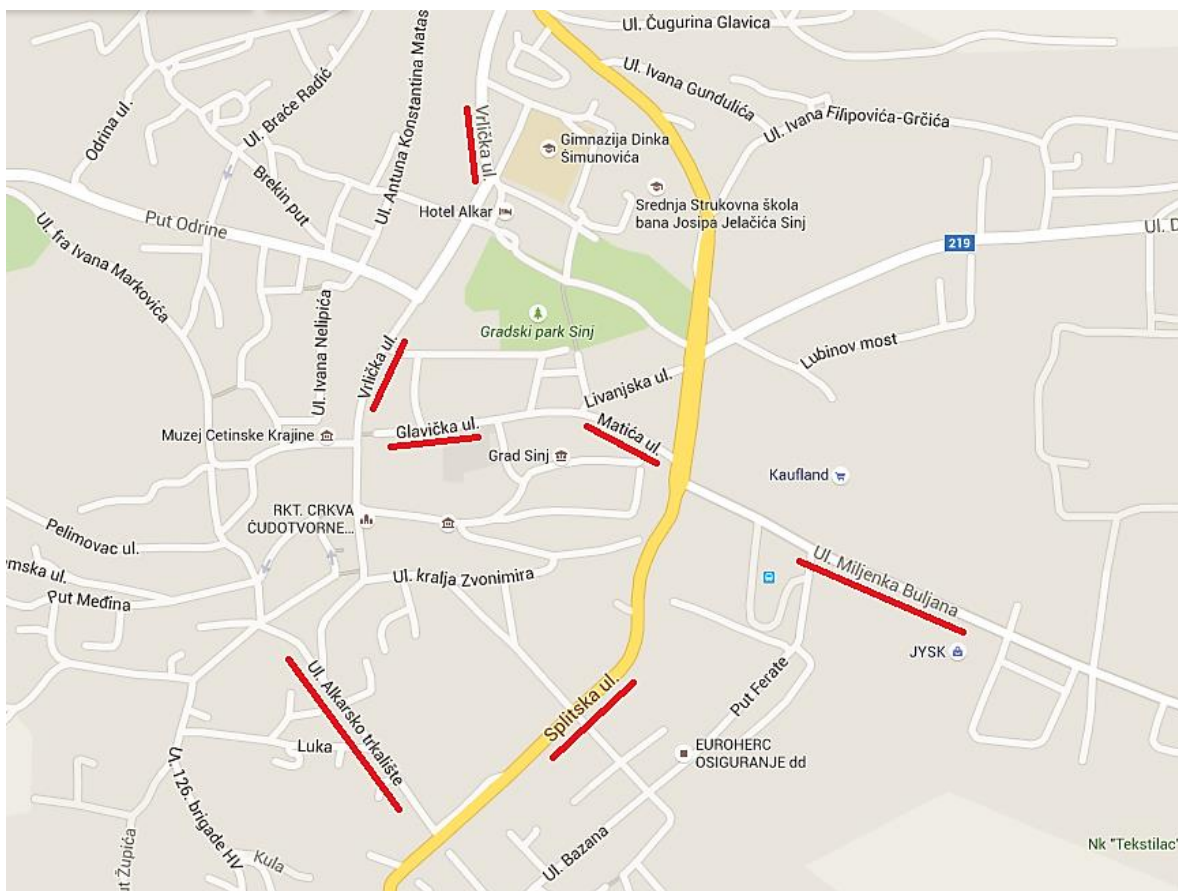 Ul. Čugurina Glavica
Ul. Antuna Konstantina Matas
Ul. Ivana Gundulića
Odrina ul.
Ul. Braće Radić
Vrlička ul.
Gimnazija Dinka
Šimunovića
Ul. Ivana Filipovića-Grčića
Brekin put
Hotel Alkar
Srednja Strukovna škola
bana Josipa Jelačića Sinj
Put Odrine
Ul. D
219
Ul. fra Ivana Markovića
Gradski park Sinj
Ul. Ivana Nelipića
Vrlička ul.
Lubinov most
Livanjska ul.
Muzej Cetinske Krajine
Glavička ul.
Matića ul.
Grad Sinj
Kaufland
RKT. CRKVA
ČUDOTVORNE...
Pelimovac ul.
emska ul.
Put Međina
Ul. kralja Zvonimira
Ul. Miljenka Buljana
JYSK
Ul. Alkarsko trkalište
Splitska ul.
Put Ferate
Luka
EUROHERC
OSIGURANJE dd
Ul. 126. brigade HV
ut Župića
Kula
Ul. Bazana
Nk "Tekstilac"